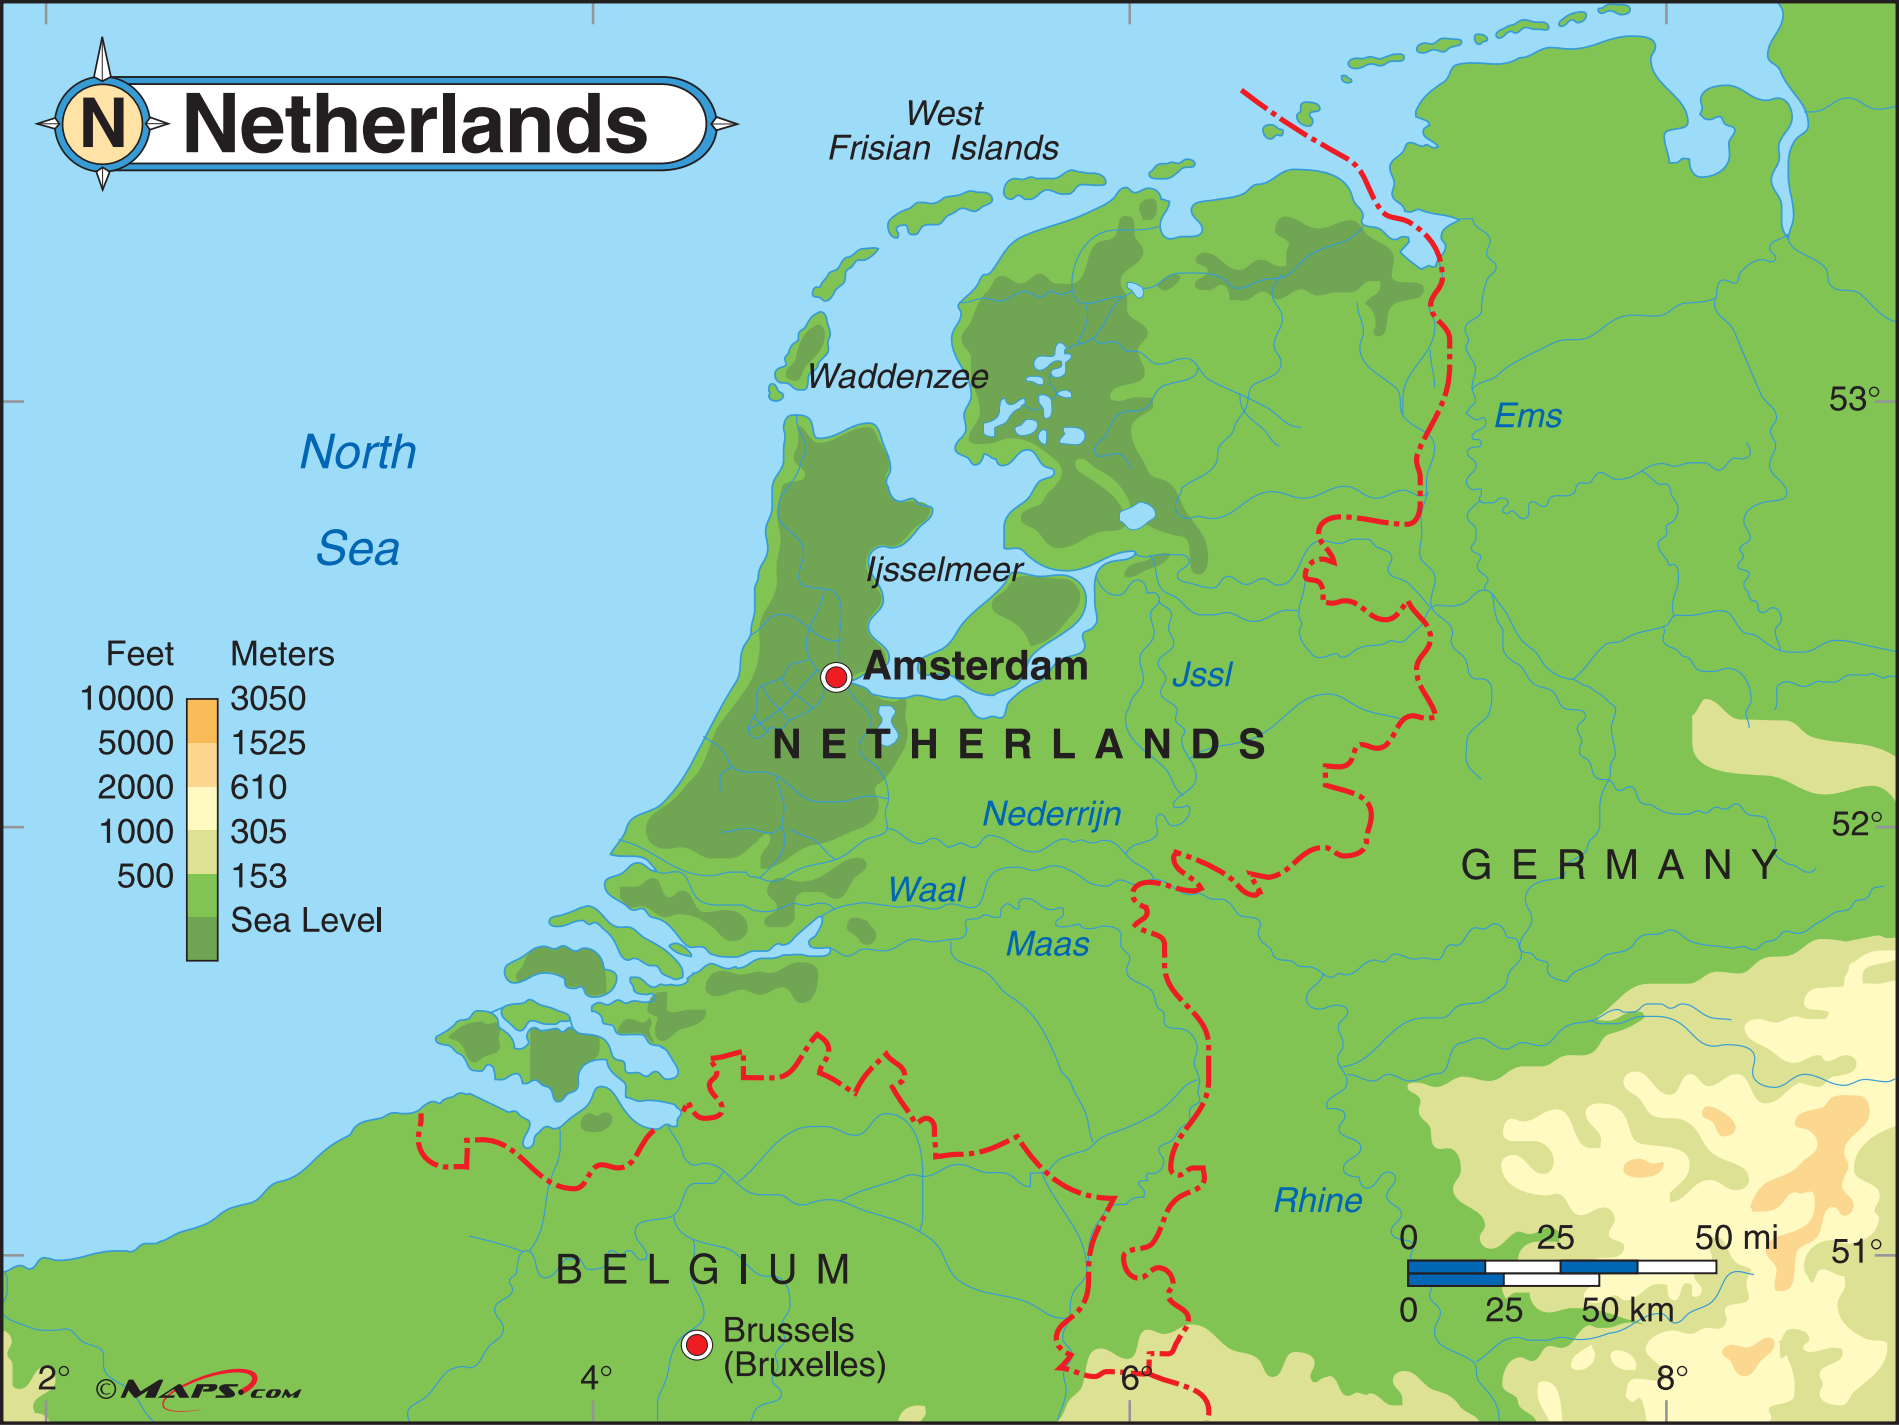 N
Netherlands
West
Frisian Islands
Waddenzee
North
Sea
Ems
53°
Ijsselmeer
Feet Meters
10000 3050
5000 1525
2000 610
1000 305
500 153
Sea Level
Amsterdam
Jssl
NETHERLANDS
Nederrijn
52°
GERMANY
Waal
Maas
Rhine
0 25 50 mi
0 25 50 km
51°
BELGIUM
Brussels
(Bruxelles)
2° 4° 6° 8°
©MAPS.COM